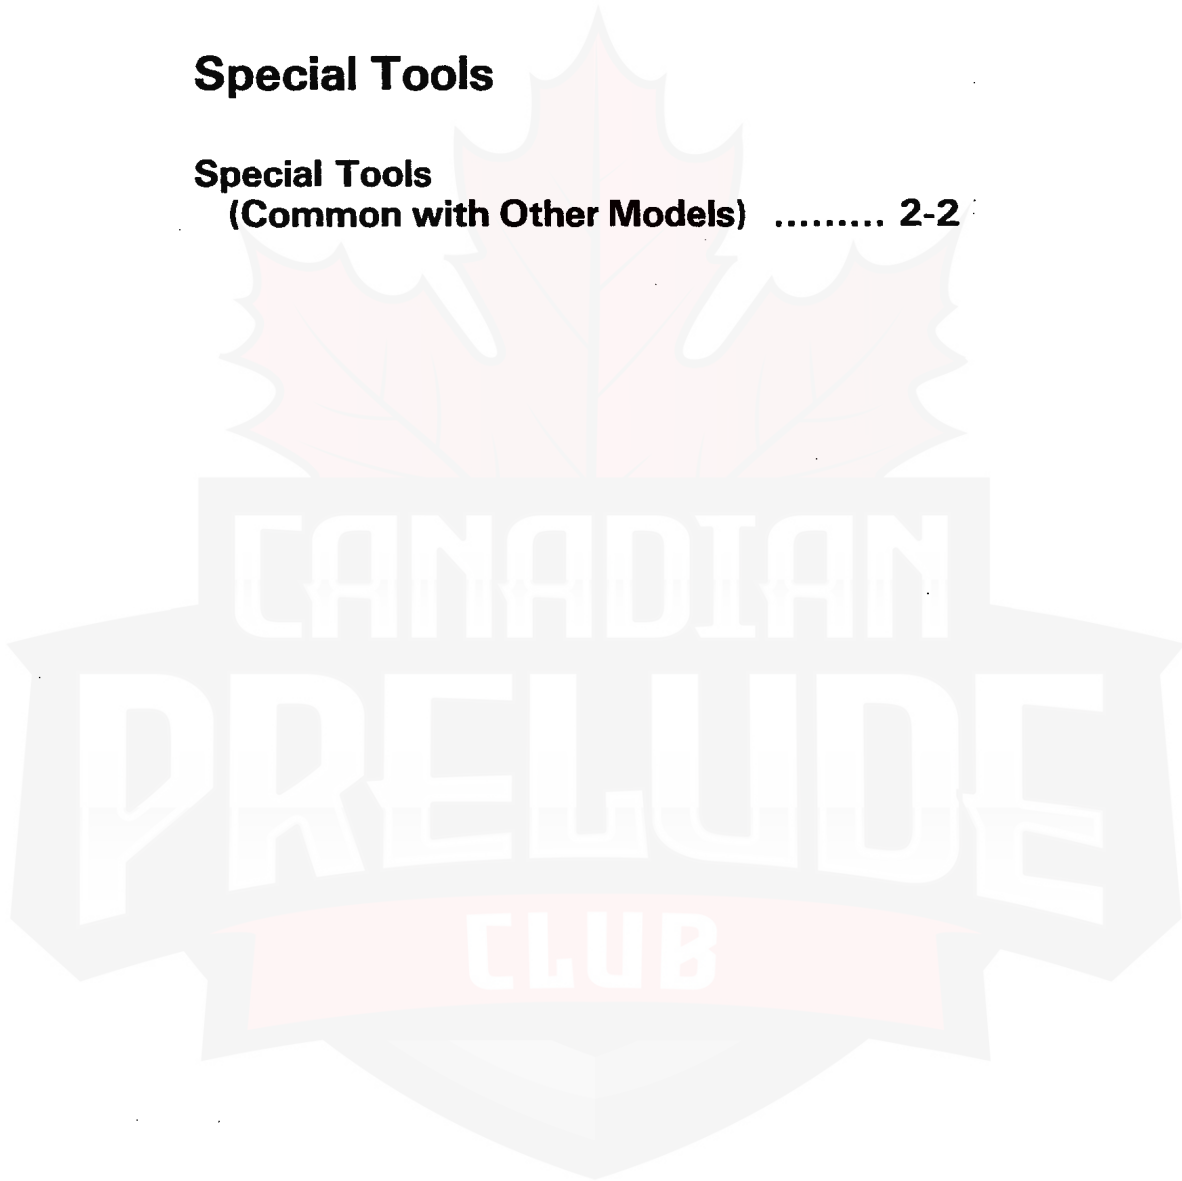 Special Tools
Special Tools
(Common with Other Models) ......... 2-2
CANADIAN
PRELUDE
CLUB